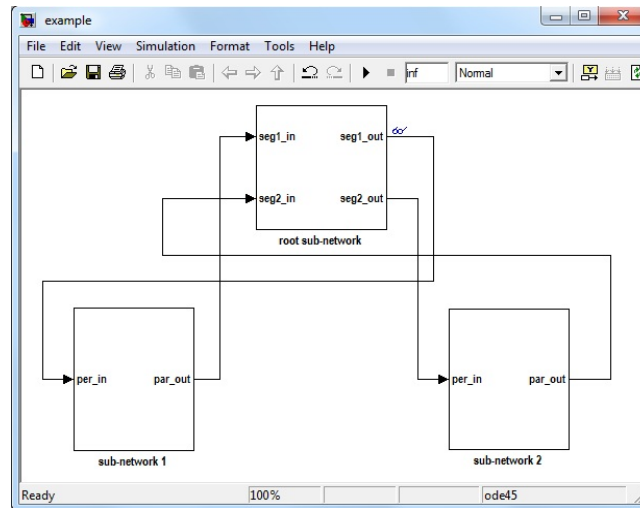 example
File Edit View Simulation Format Tools Help
inf Normal
seg1_in seg1_out
seg2_in seg2_out
root sub-network
per_in par_out
sub-network 1
per_in par_out
sub-network 2
Ready 100% ode45